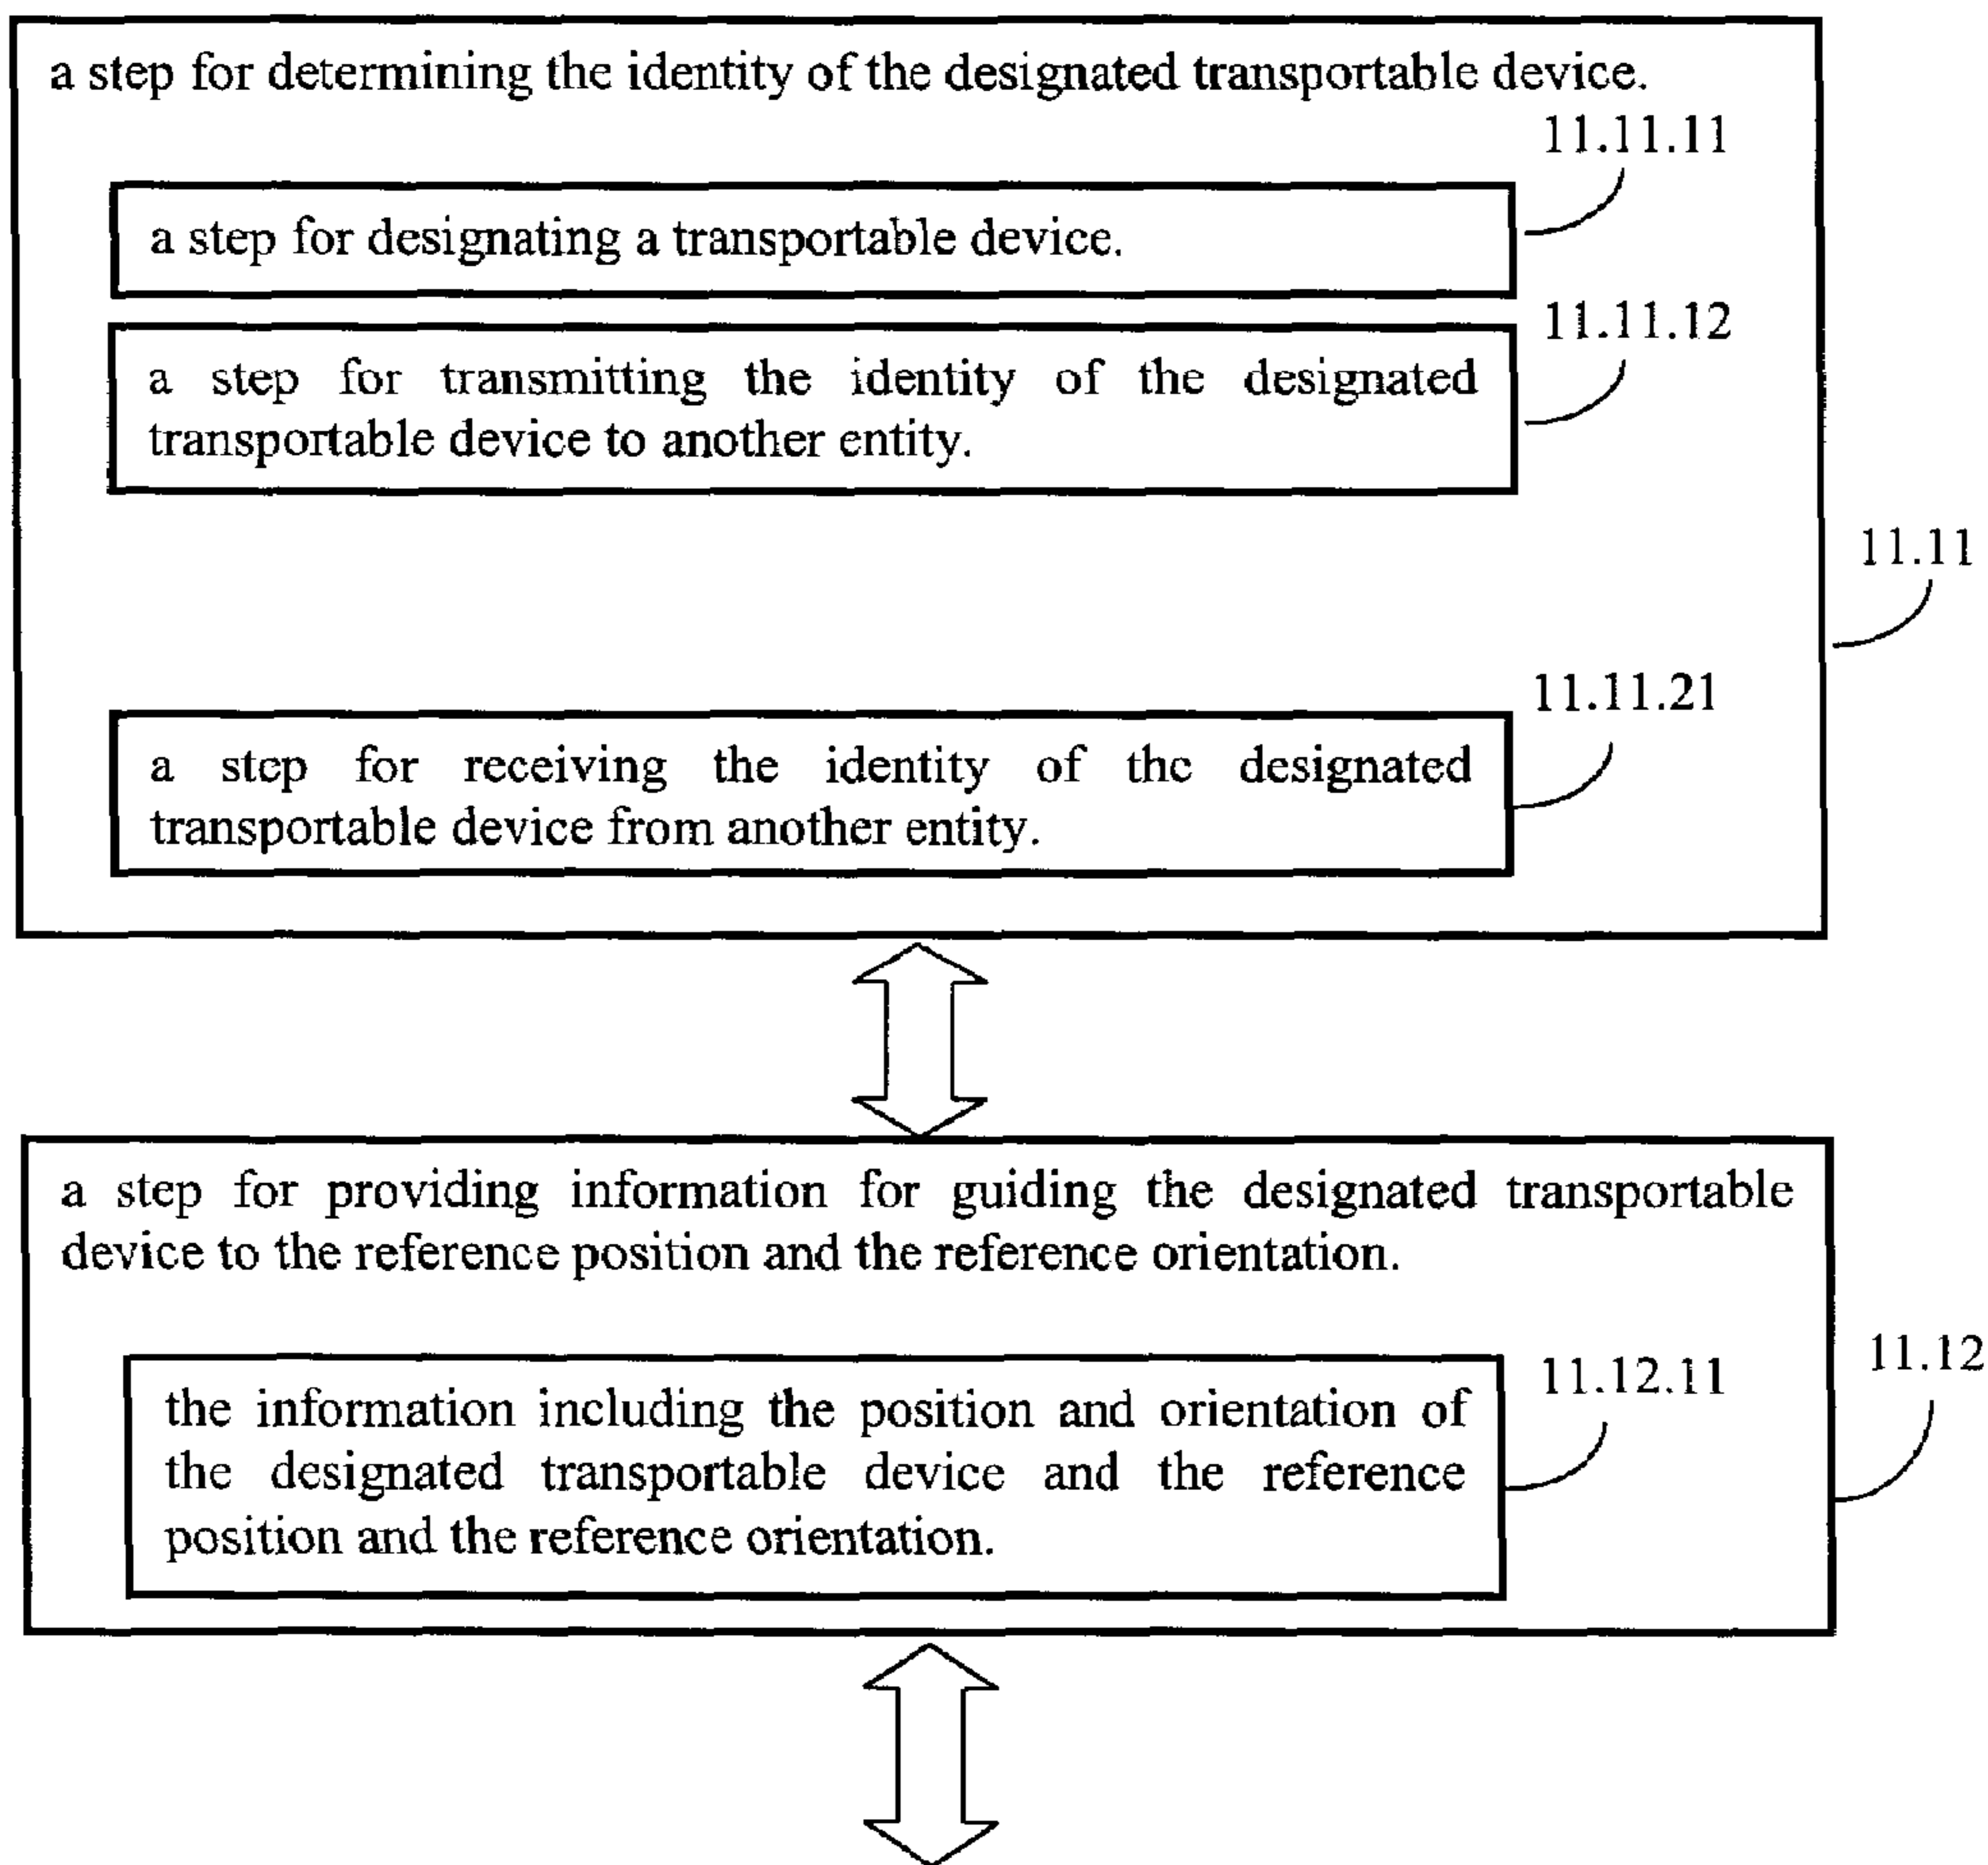 a step for determining the identity of the designated transportable device.
11.11.11
a step for designating a transportable device.
11.11.12
a step for transmitting the identity of the designated
transportable device to another entity.
11.11
11.11.21
a step for receiving the identity of the designated
transportable device from another entity.
a step for providing information for guiding the designated transportable
device to the reference position and the reference orientation.
11.12
11.12.11
the information including the position and orientation of
the designated transportable device and the reference
position and the reference orientation.